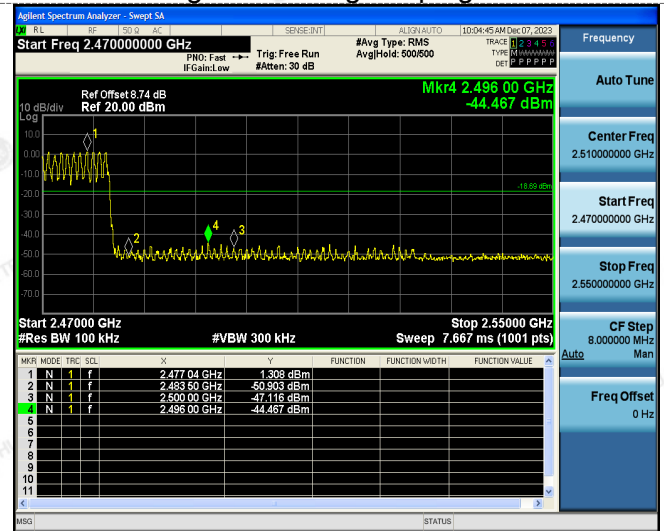 Agilent Spectrum Analyzer - Swept SA
LXI RL RF 50 Ω AC SENSE:INT ALIGN AUTO 10:04:45 AM Dec 07, 2023
Start Freq 2.470000000 GHz
PNO: Fast
IFGain:Low
Trig: Free Run
#Atten: 30 dB
#Avg Type: RMS
Avg|Hold: 500/500
TRACE 1 2 3 4 5 6
TYPE MWWWWW
DET P P P P P P
Mkr4 2.496 00 GHz
-44.467 dBm
Ref Offset 8.74 dB
10 dB/div Ref 20.00 dBm
Log
10.0
0.00
-10.0
-20.0
-30.0
-40.0
-50.0
-60.0
-70.0
1
2
3
4
-18.69 dBm
Start 2.47000 GHz
Stop 2.55000 GHz
#Res BW 100 kHz
#VBW 300 kHz
Sweep 7.667 ms (1001 pts)
MKR MODE TRC SCL X Y FUNCTION FUNCTION WIDTH FUNCTION VALUE
1 N 1 f 2.477 04 GHz 1.308 dBm
2 N 1 f 2.483 50 GHz -50.903 dBm
3 N 1 f 2.500 00 GHz -47.116 dBm
4 N 1 f 2.496 00 GHz -44.467 dBm
5
6
7
8
9
10
11
MSG
STATUS
Frequency
Auto Tune
Center Freq
2.510000000 GHz
Start Freq
2.470000000 GHz
Stop Freq
2.550000000 GHz
CF Step
8.000000 MHz
Auto Man
Freq Offset
0 Hz